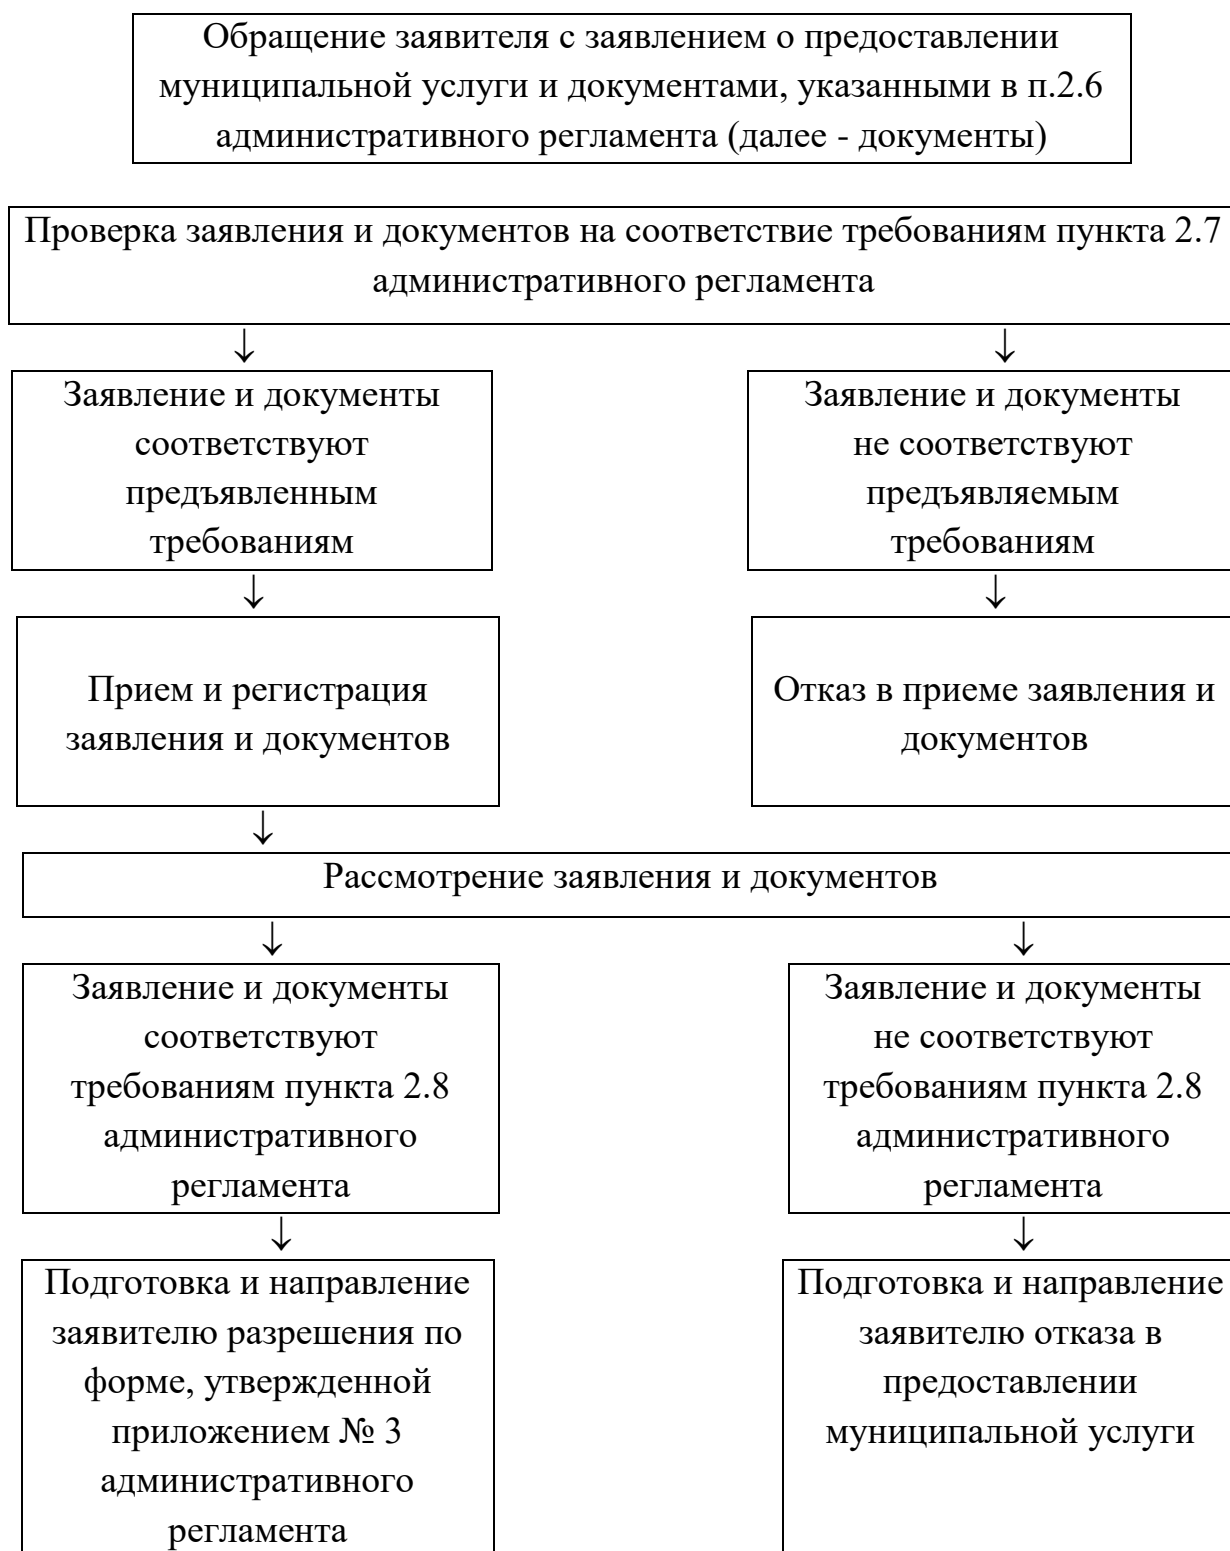 Обращение заявителя с заявлением о предоставлении
муниципальной услуги и документами, указанными в п.2.6
административного регламента (далее - документы)
Проверка заявления и документов на соответствие требованиям пункта 2.7
административного регламента
↓
↓
Заявление и документы
соответствуют
предъявленным
требованиям
Заявление и документы
не соответствуют
предъявляемым
требованиям
↓
↓
Прием и регистрация
заявления и документов
Отказ в приеме заявления и
документов
↓
Рассмотрение заявления и документов
↓
↓
Заявление и документы
соответствуют
требованиям пункта 2.8
административного
регламента
Заявление и документы
не соответствуют
требованиям пункта 2.8
административного
регламента
↓
↓
Подготовка и направление
заявителю разрешения по
форме, утвержденной
приложением № 3
административного
регламента
Подготовка и направление
заявителю отказа в
предоставлении
муниципальной услуги